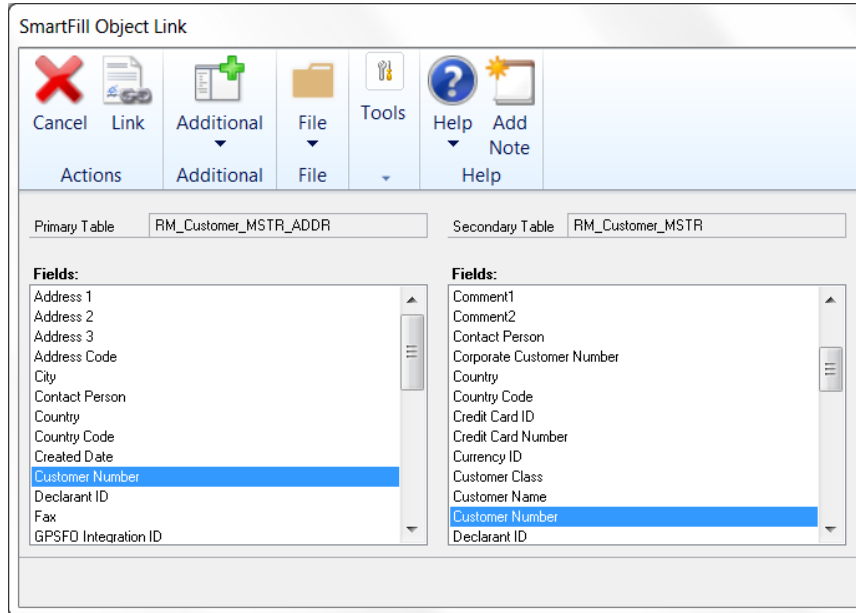 SmartFill Object Link
Cancel Link Additional File Tools Help Add Note
Actions Additional File Help
Primary Table RM_Customer_MSTR_ADDR Secondary Table RM_Customer_MSTR
Fields:
Address 1
Address 2
Address 3
Address Code
City
Contact Person
Country
Country Code
Created Date
Customer Number
Declarant ID
Fax
GPSFO Integration ID
Fields:
Comment1
Comment2
Contact Person
Corporate Customer Number
Country
Country Code
Credit Card ID
Credit Card Number
Currency ID
Customer Class
Customer Name
Customer Number
Declarant ID